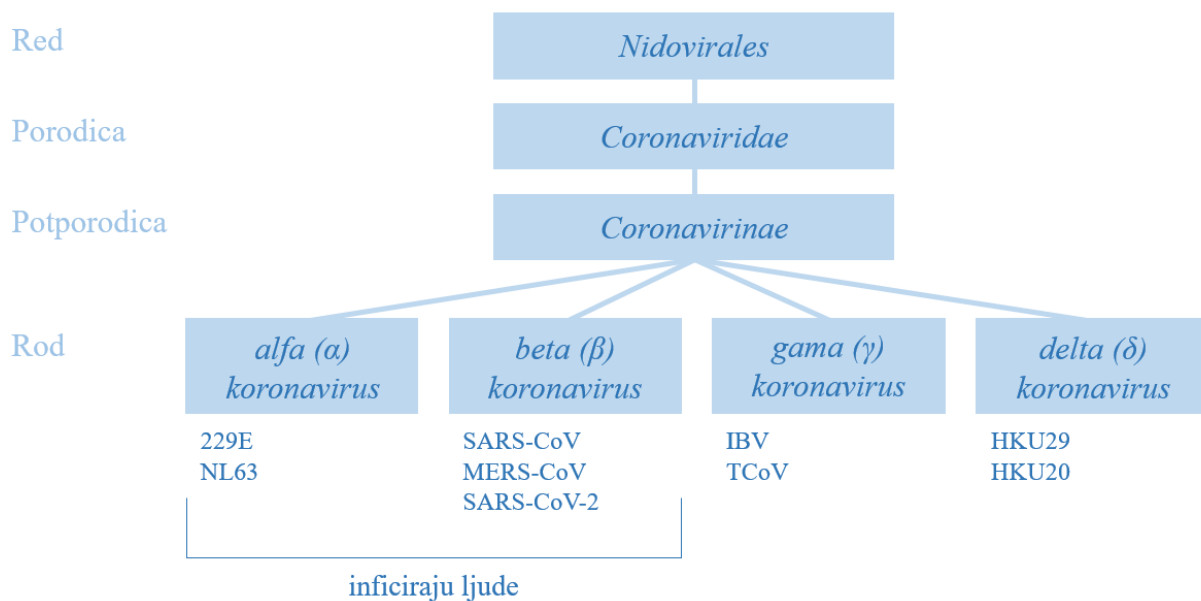 Red
Nidovirales
Porodica
Coronaviridae
Potporodica
Coronavirinae
Rod
alfa (α)
koronavirus
beta (β)
koronavirus
gama (γ)
koronavirus
delta (δ)
koronavirus
229E
NL63
SARS-CoV
MERS-CoV
SARS-CoV-2
IBV
TCoV
HKU29
HKU20
inficiraju ljude